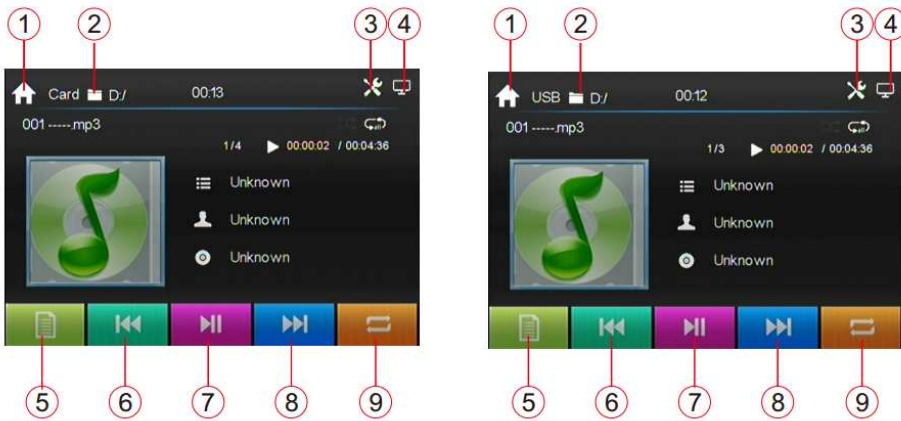 1 2 3 4
Card D:/ 00:13
001 -----.mp3
1/4 00:00:02 / 00:04:36
Unknown
Unknown
Unknown
5 6 7 8 9
1 2 3 4
USB D:/ 00:12
001 -----.mp3
1/3 00:00:02 / 00:04:36
Unknown
Unknown
Unknown
5 6 7 8 9